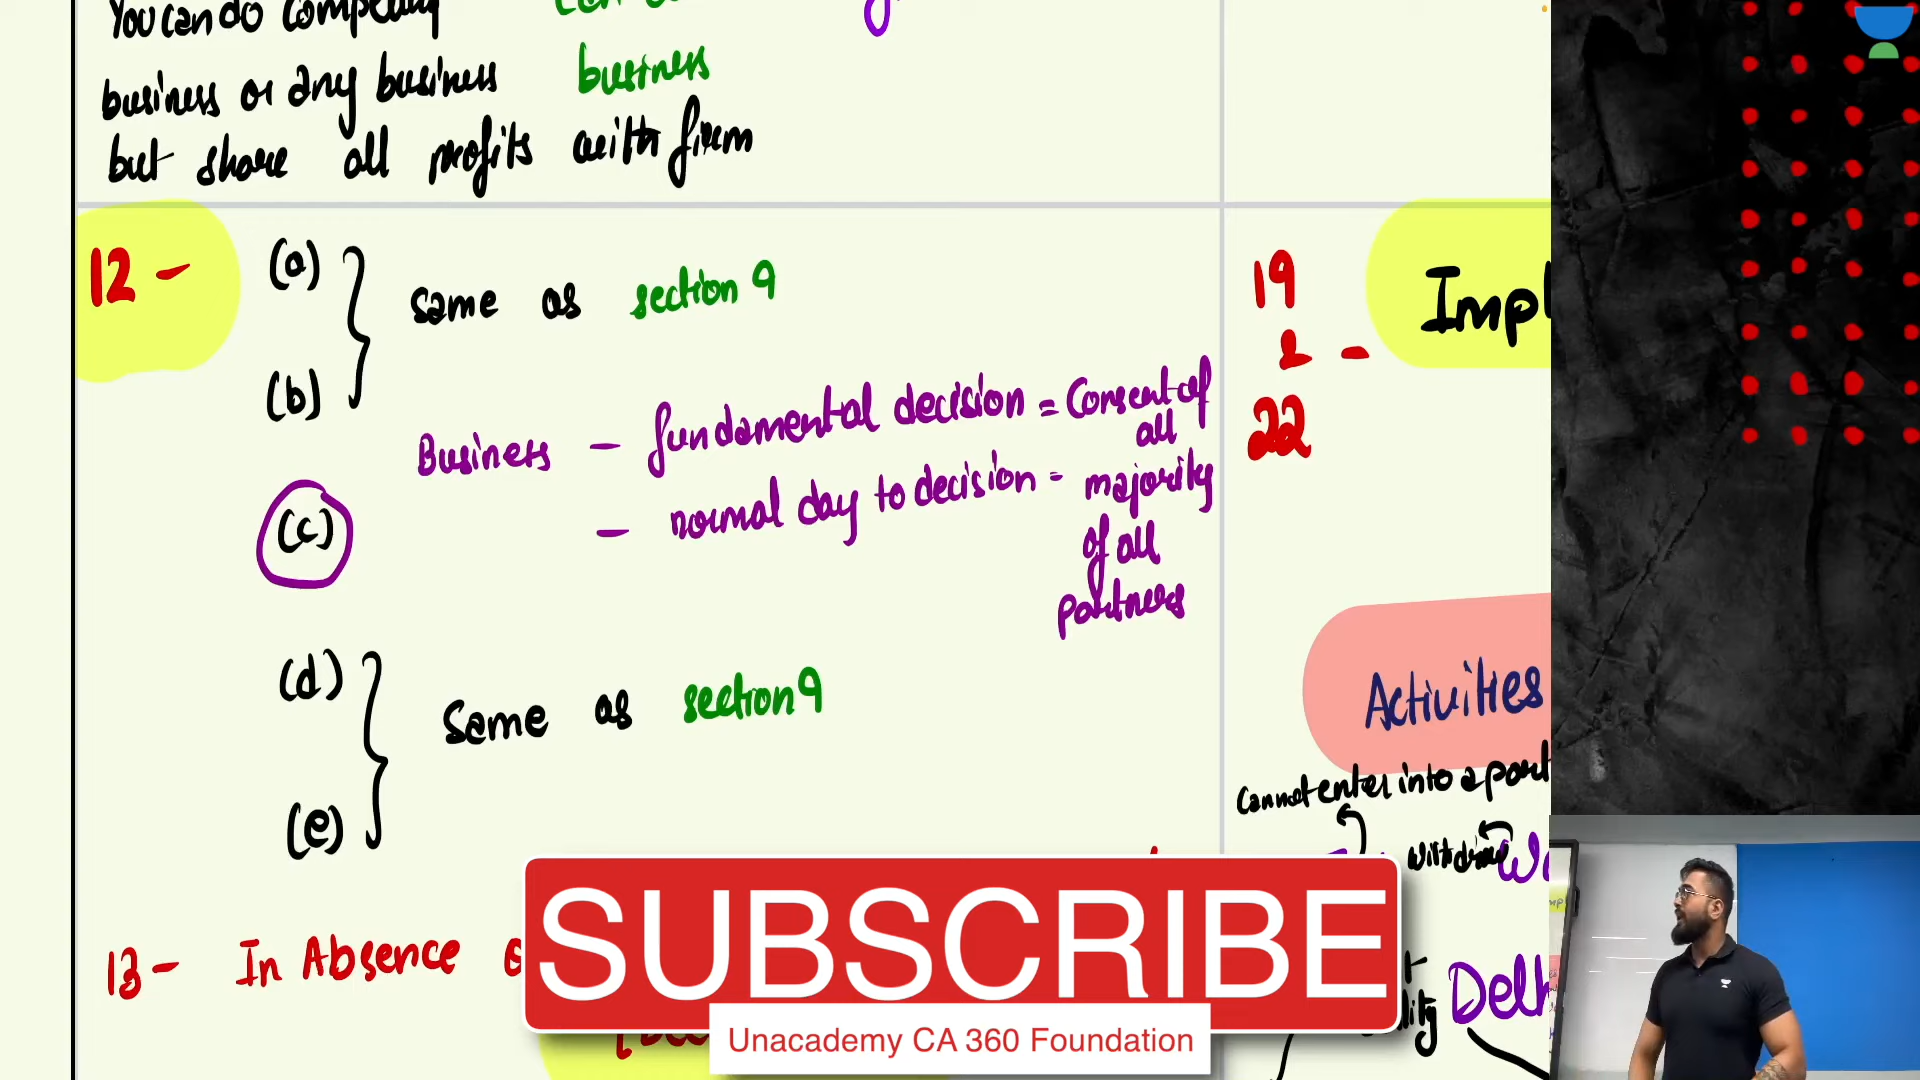 You can do competing
business or any business
business
but share all profits with firm
12 -
(a)
same as section 9
(b)
Business - fundamental decision = Consent of
all
(c)
- normal day to decision - majority
of all
partners
(d)
Same as section 9
(e)
13 - In Absence
19
2 -
22
Impl
Activities
Cannot enter into a part
withdraw
Delh
SUBSCRIBE
Unacademy CA 360 Foundation